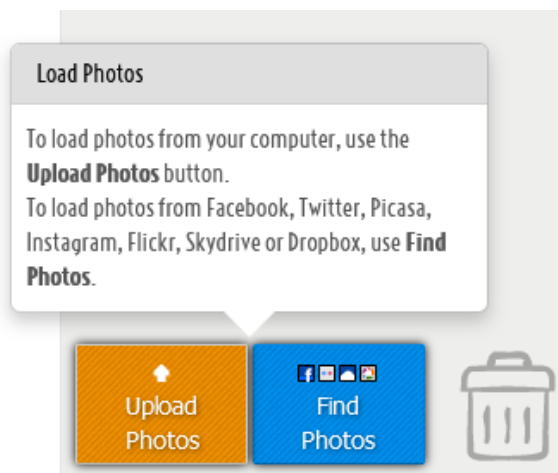 Load Photos
To load photos from your computer, use the
Upload Photos button.
To load photos from Facebook, Twitter, Picasa,
Instagram, Flickr, Skydrive or Dropbox, use Find
Photos.
Upload
Photos
Find
Photos